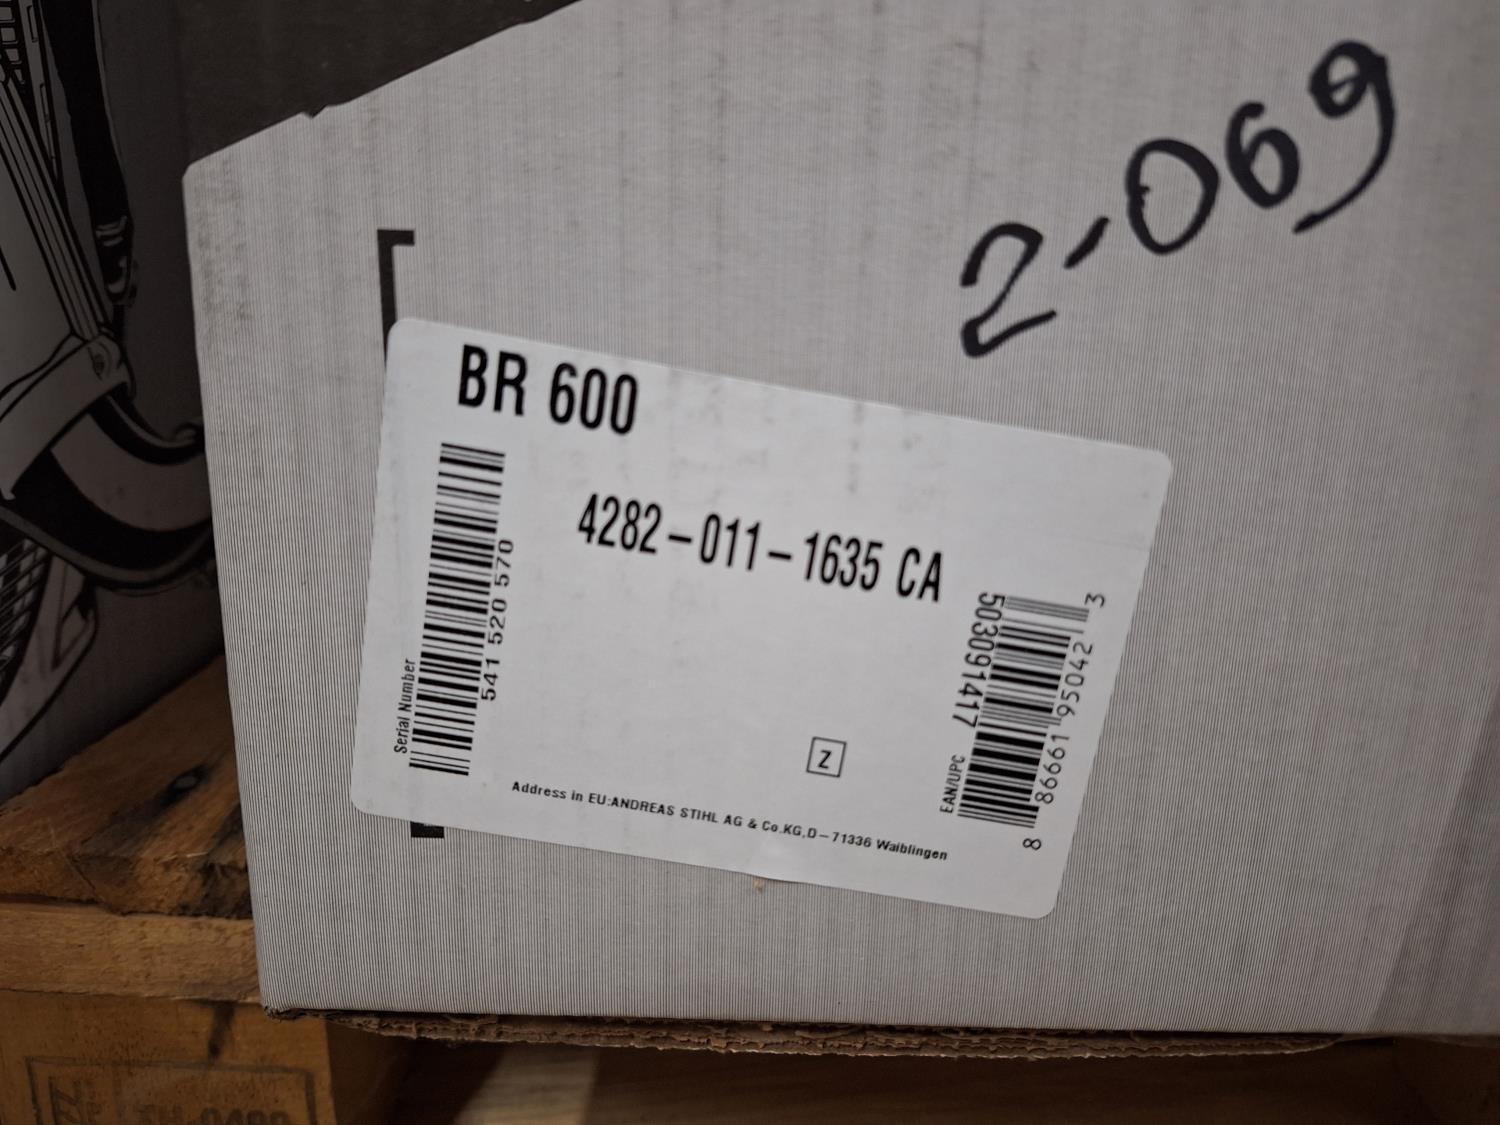 2-069
BR 600
4282-011-1635 CA
Serial Number
541 520 570
EAN/UPC
503091417
8 86661 95042 3
Z
Address in EU:ANDREAS STIHL AG & Co.KG,D-71336 Waiblingen